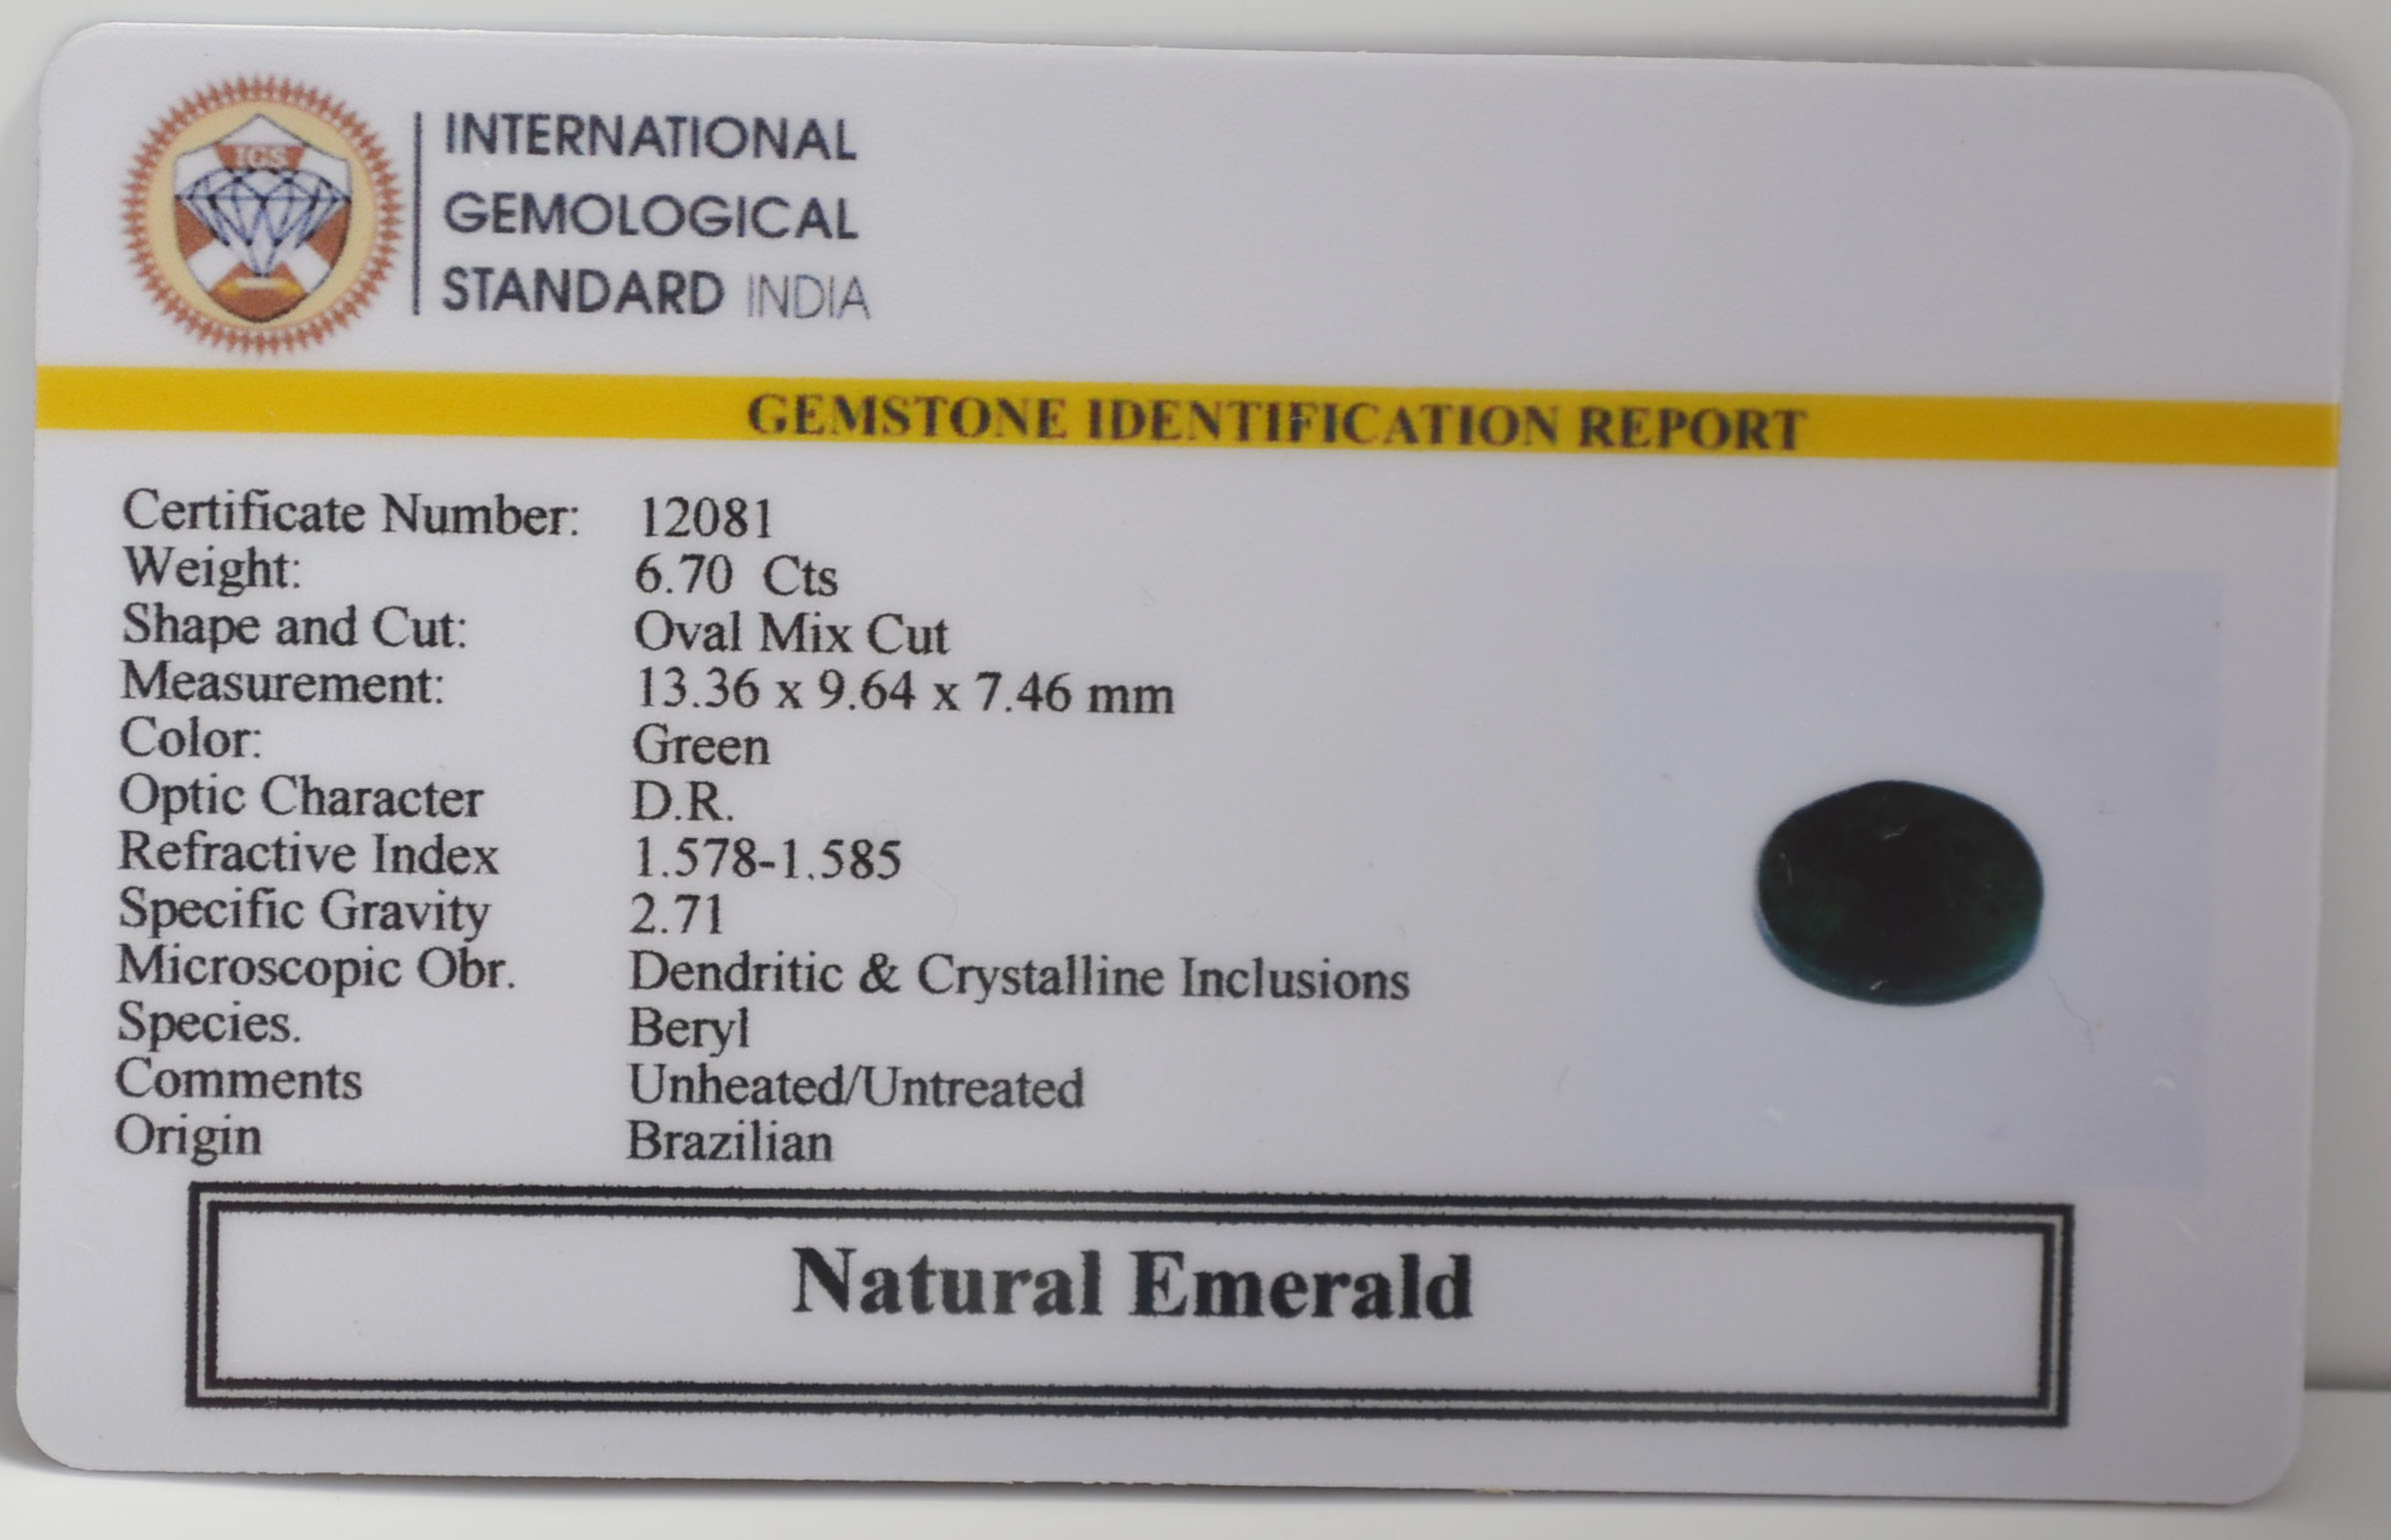 IGS
INTERNATIONAL
GEMOLOGICAL
STANDARD INDIA
GEMSTONE IDENTIFICATION REPORT
Certificate Number: 12081
Weight: 6.70 Cts
Shape and Cut: Oval Mix Cut
Measurement: 13.36 x 9.64 x 7.46 mm
Color: Green
Optic Character D.R.
Refractive Index 1.578-1.585
Specific Gravity 2.71
Microscopic Obr. Dendritic & Crystalline Inclusions
Species. Beryl
Comments Unheated/Untreated
Origin Brazilian
Natural Emerald